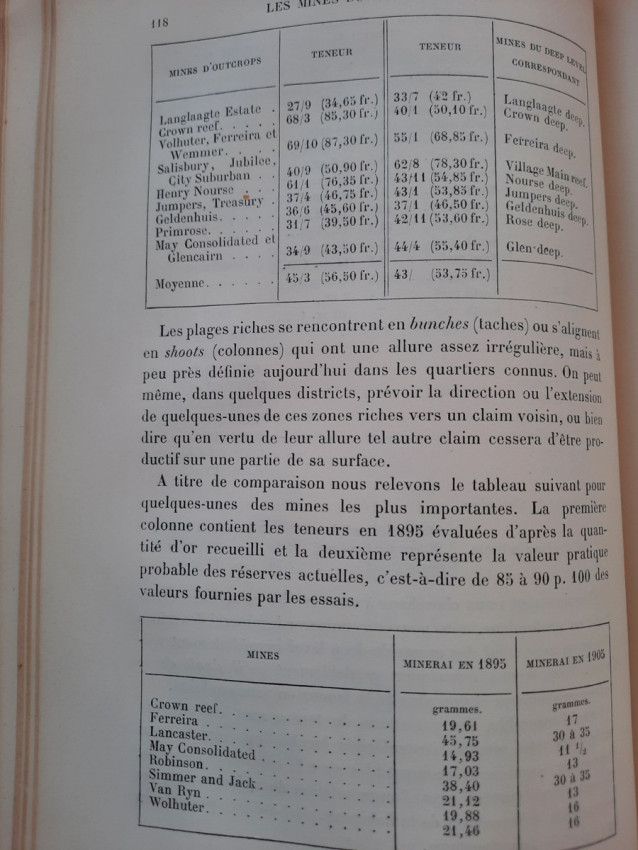 118
LES MINES
MINES D'OUTCROPS TENEUR TENEUR MINES DU DEEP LEVEL CORRESPONDANT
Langlaagte Estate . 27/9 (34,65 fr.) 33/7 (42 fr.) Langlaagte deep.
Crown reef. . . . . 68/3 (85,30 fr.) 40/1 (50,10 fr.) Crown deep.
Volhuter, Ferreira et
Wemmer. . . . . 69/10 (87,30 fr.) 55/1 (68,85 fr.) Ferreira deep.
Salisbury, Jubilee,
City Suburban . . 40/9 (50,90 fr.) 62/8 (78,30 fr.) Village Main reef.
Henry Nourse . . . 61/1 (76,35 fr.) 43/11 (54,85 fr.) Nourse deep.
Jumpers, Treasury . 37/4 (46,75 fr.) 43/1 (53,85 fr.) Jumpers deep.
Geldenhuis. . . . . 36/6 (45,60 fr.) 37/1 (46,50 fr.) Geldenhuis deep.
Primrose. . . . . . 31/7 (39,50 fr.) 42/11 (53,60 fr.) Rose deep.
May Consolidated et
Glencairn . . . . 34/9 (43,50 fr.) 44/4 (55,40 fr.) Glen-deep.
Moyenne. . . . . . 45/3 (56,50 fr.) 43/ (53,75 fr.)
Les plages riches se rencontrent en bunches (taches) ou s'alignent
en shoots (colonnes) qui ont une allure assez irrégulière, mais à
peu près définie aujourd'hui dans les quartiers connus. On peut
même, dans quelques districts, prévoir la direction ou l'extension
de quelques-unes de ces zones riches vers un claim voisin, ou bien
dire qu'en vertu de leur allure tel autre claim cessera d'être pro-
ductif sur une partie de sa surface.
A titre de comparaison nous relevons le tableau suivant pour
quelques-unes des mines les plus importantes. La première
colonne contient les teneurs en 1895 évaluées d'après la quan-
tité d'or recueilli et la deuxième représente la valeur pratique
probable des réserves actuelles, c'est-à-dire de 85 à 90 p. 100 des
valeurs fournies par les essais.
MINES MINERAI EN 1895 MINERAI EN 1905
grammes. grammes.
Crown reef. . . . . . . . . . . 19,61 17
Ferreira . . . . . . . . . . . 45,75 30 à 35
Lancaster. . . . . . . . . . . 14,93 11 1/2
May Consolidated . . . . . . . . 17,03 13
Robinson. . . . . . . . . . . 38,40 30 à 35
Simmer and Jack. . . . . . . . 21,12 13
Van Ryn . . . . . . . . . . . 19,88 16
Wolhuter. . . . . . . . . . . 21,46 16